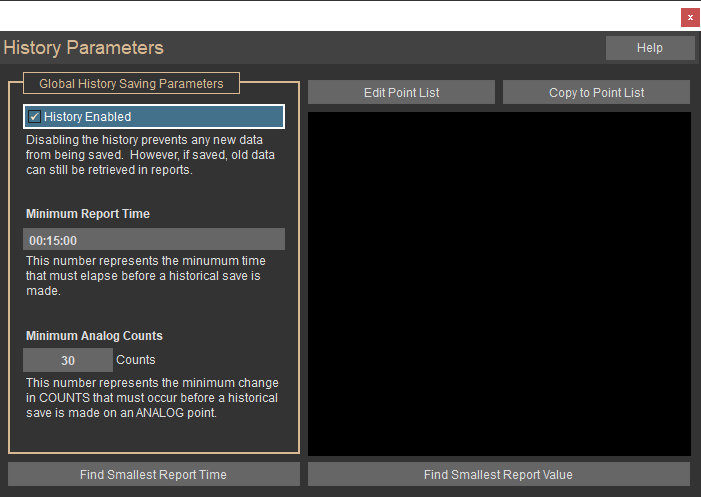 x
History Parameters
Help
Global History Saving Parameters
History Enabled
Disabling the history prevents any new data
from being saved.  However, if saved, old data
can still be retrieved in reports.
Minimum Report Time
00:15:00
This number represents the minumum time
that must elapse before a historical save is
made.
Minimum Analog Counts
30 Counts
This number represents the minimum change
in COUNTS that must occur before a historical
save is made on an ANALOG point.
Find Smallest Report Time
Edit Point List
Copy to Point List
Find Smallest Report Value